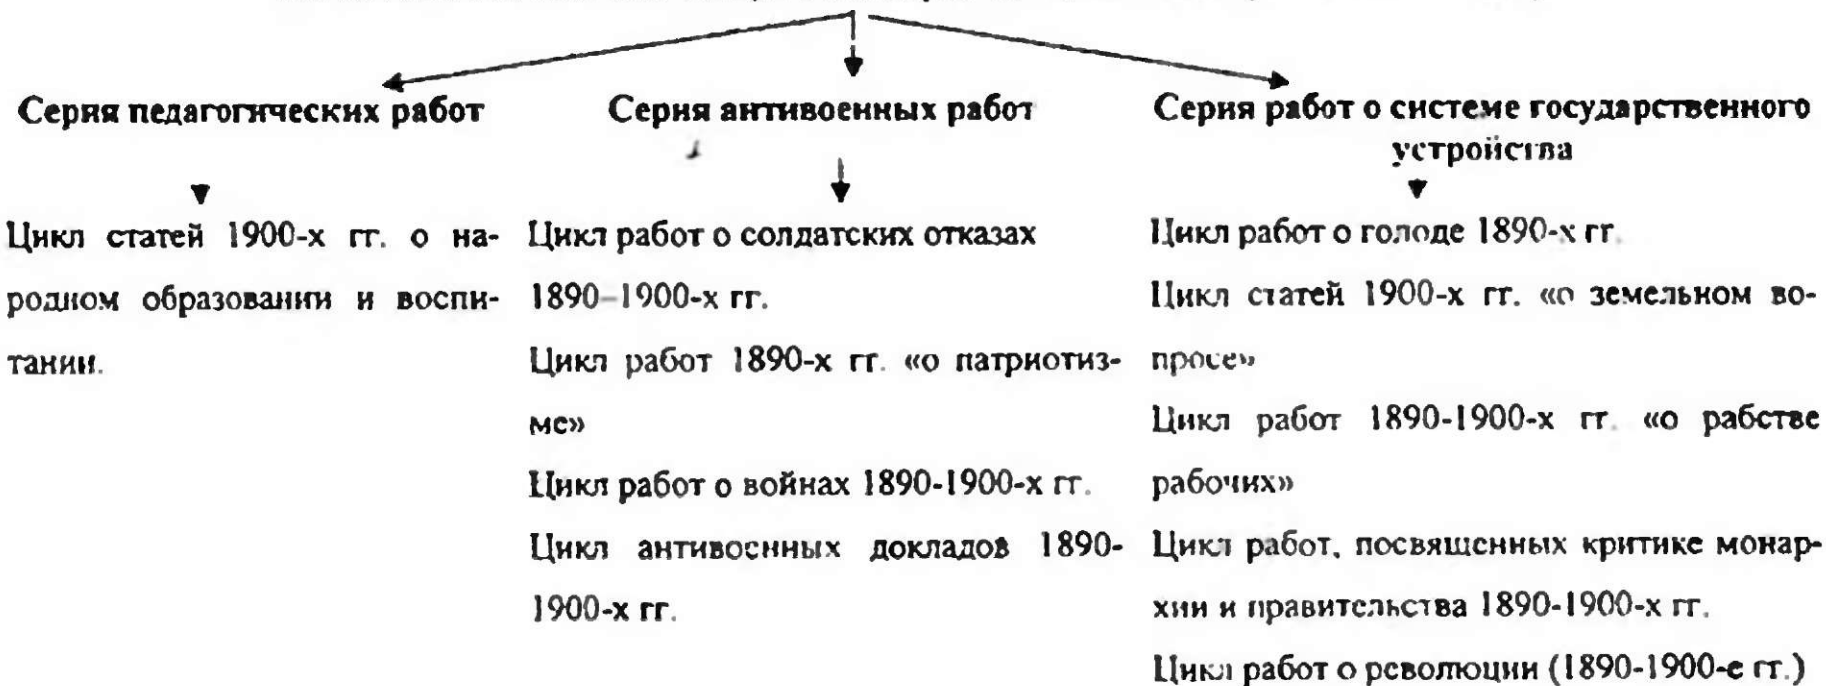 Серия педагогических работ
Цикл статей 1900-х гг. о на-
родном образовании и воспи-
тании.
Серия антивоенных работ
Цикл работ о солдатских отказах
1890–1900-х гг.
Цикл работ 1890-х гг. «о патриотиз-
ме»
Цикл работ о войнах 1890-1900-х гг.
Цикл антивоенных докладов 1890-
1900-х гг.
Серия работ о системе государственного
устройства
Цикл работ о голоде 1890-х гг.
Цикл статей 1900-х гг. «о земельном во-
просе»
Цикл работ 1890-1900-х гг. «о рабстве
рабочих»
Цикл работ, посвященных критике монар-
хии и правительства 1890-1900-х гг.
Цикл работ о революции (1890-1900-е гг.)